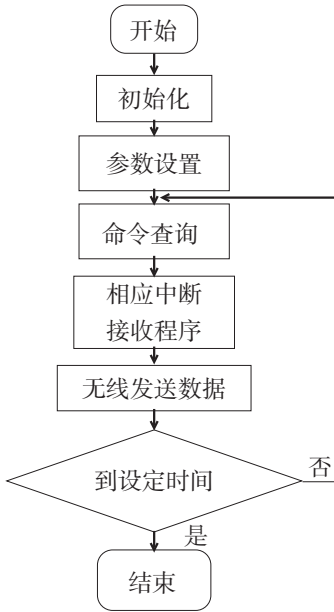 开始
初始化
参数设置
命令查询
相应中断
接收程序
无线发送数据
到设定时间
否
是
结束